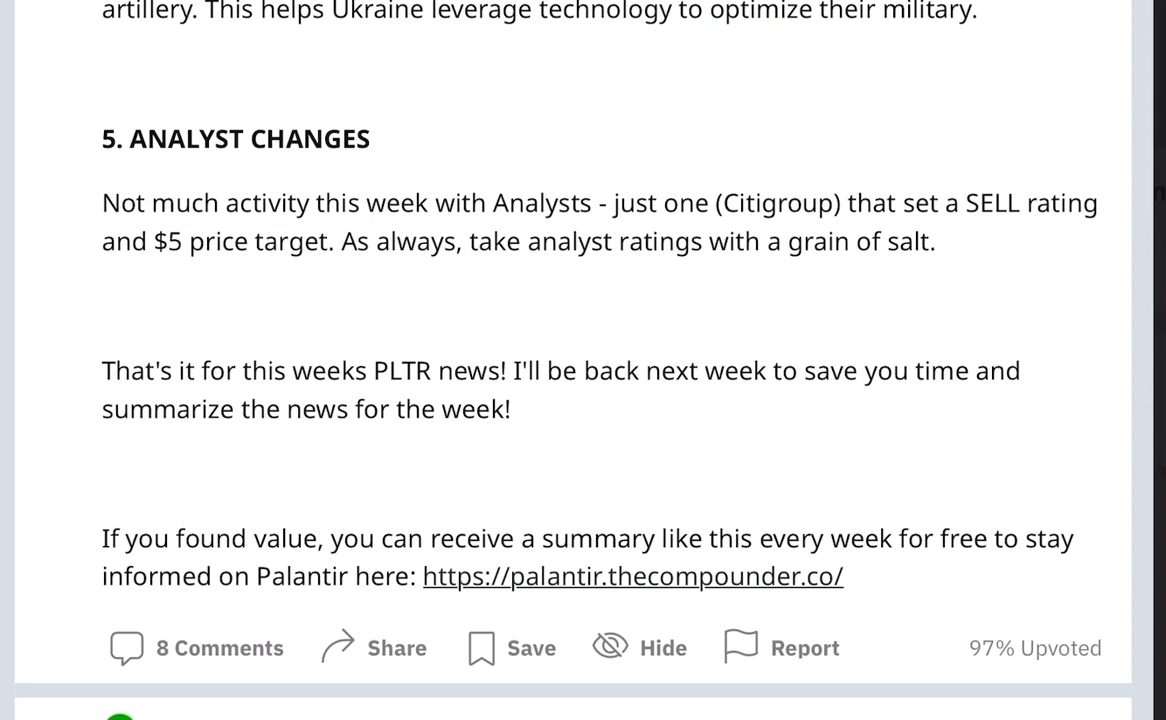 artillery. This helps Ukraine leverage technology to optimize their military.
5. ANALYST CHANGES
Not much activity this week with Analysts - just one (Citigroup) that set a SELL rating
and $5 price target. As always, take analyst ratings with a grain of salt.
That's it for this weeks PLTR news! I'll be back next week to save you time and
summarize the news for the week!
If you found value, you can receive a summary like this every week for free to stay
informed on Palantir here: https://palantir.thecompounder.co/
8 Comments Share Save Hide Report 97% Upvoted